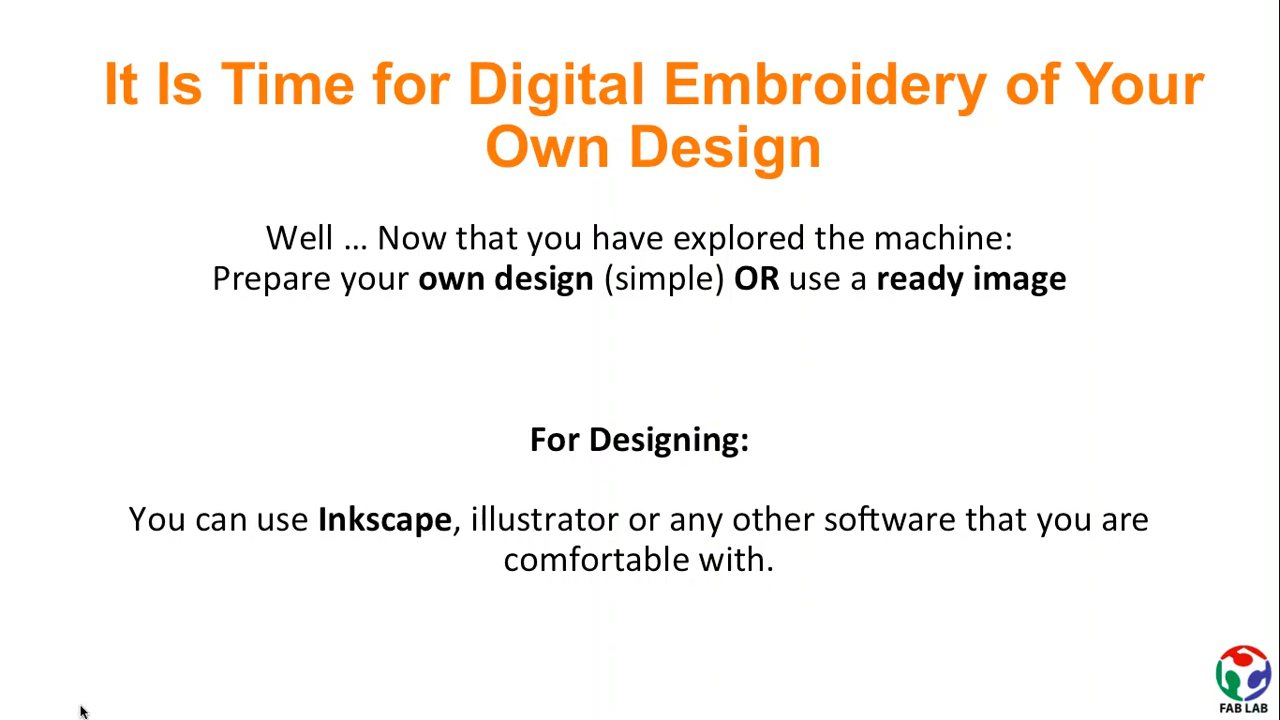 It Is Time for Digital Embroidery of Your
Own Design
Well ... Now that you have explored the machine:
Prepare your own design (simple) OR use a ready image
For Designing:
You can use Inkscape, illustrator or any other software that you are
comfortable with.
FAB LAB